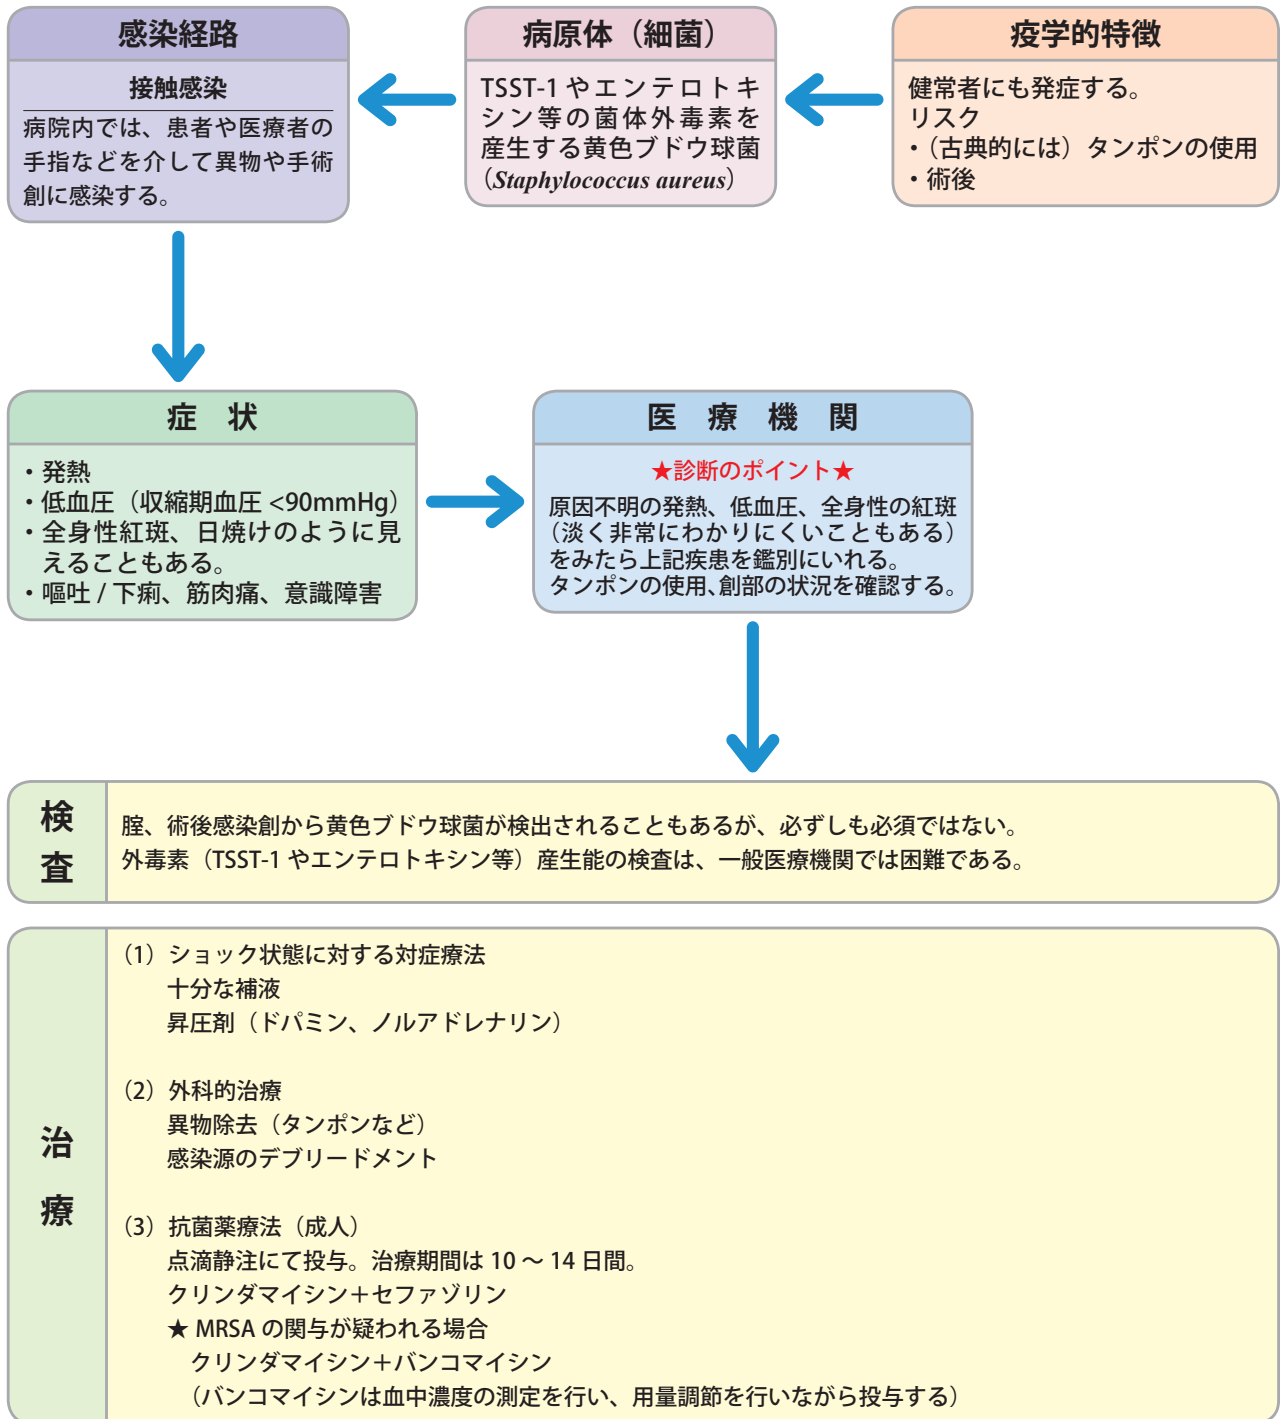 感染経路
接触感染
病院内では、患者や医療者の
手指などを介して異物や手術
創に感染する。
病原体（細菌）
TSST-1 やエンテロトキ
シン等の菌体外毒素を
産生する黄色ブドウ球菌
（Staphylococcus aureus）
疫学的特徴
健常者にも発症する。
リスク
・（古典的には）タンポンの使用
・術後
症　状
・発熱
・低血圧（収縮期血圧 <90mmHg）
・全身性紅斑、日焼けのように見
えることもある。
・嘔吐 / 下痢、筋肉痛、意識障害
医　療　機　関
★診断のポイント★
原因不明の発熱、低血圧、全身性の紅斑
（淡く非常にわかりにくいこともある）
をみたら上記疾患を鑑別にいれる。
タンポンの使用、創部の状況を確認する。
検査
腟、術後感染創から黄色ブドウ球菌が検出されることもあるが、必ずしも必須ではない。
外毒素（TSST-1 やエンテロトキシン等）産生能の検査は、一般医療機関では困難である。
治療
（1）ショック状態に対する対症療法
十分な補液
昇圧剤（ドパミン、ノルアドレナリン）
（2）外科的治療
異物除去（タンポンなど）
感染源のデブリードメント
（3）抗菌薬療法（成人）
点滴静注にて投与。治療期間は 10 ～ 14 日間。
クリンダマイシン＋セファゾリン
★ MRSA の関与が疑われる場合
クリンダマイシン＋バンコマイシン
（バンコマイシンは血中濃度の測定を行い、用量調節を行いながら投与する）